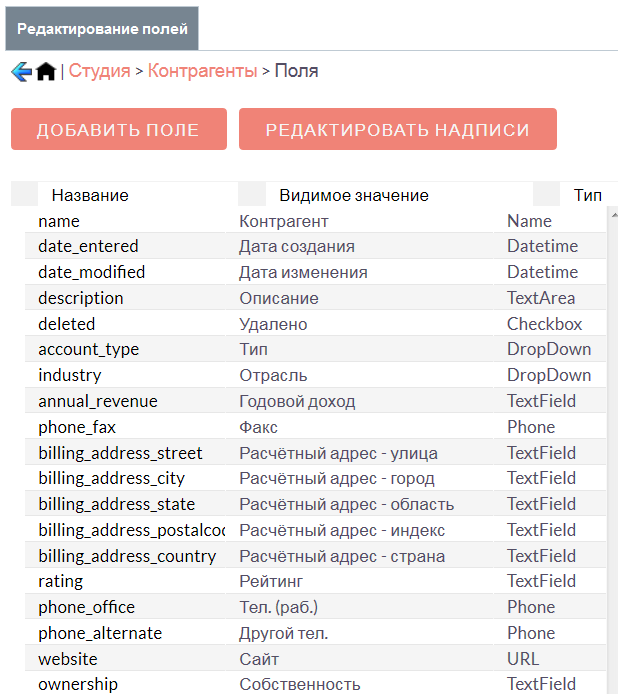 Редактирование полей
| Студия > Контрагенты > Поля
ДОБАВИТЬ ПОЛЕ РЕДАКТИРОВАТЬ НАДПИСИ
Название Видимое значение Тип
name Контрагент Name
date_entered Дата создания Datetime
date_modified Дата изменения Datetime
description Описание TextArea
deleted Удалено Checkbox
account_type Тип DropDown
industry Отрасль DropDown
annual_revenue Годовой доход TextField
phone_fax Факс Phone
billing_address_street Расчётный адрес - улица TextField
billing_address_city Расчётный адрес - город TextField
billing_address_state Расчётный адрес - область TextField
billing_address_postalcoc Расчётный адрес - индекс TextField
billing_address_country Расчётный адрес - страна TextField
rating Рейтинг TextField
phone_office Тел. (раб.) Phone
phone_alternate Другой тел. Phone
website Сайт URL
ownership Собственность TextField